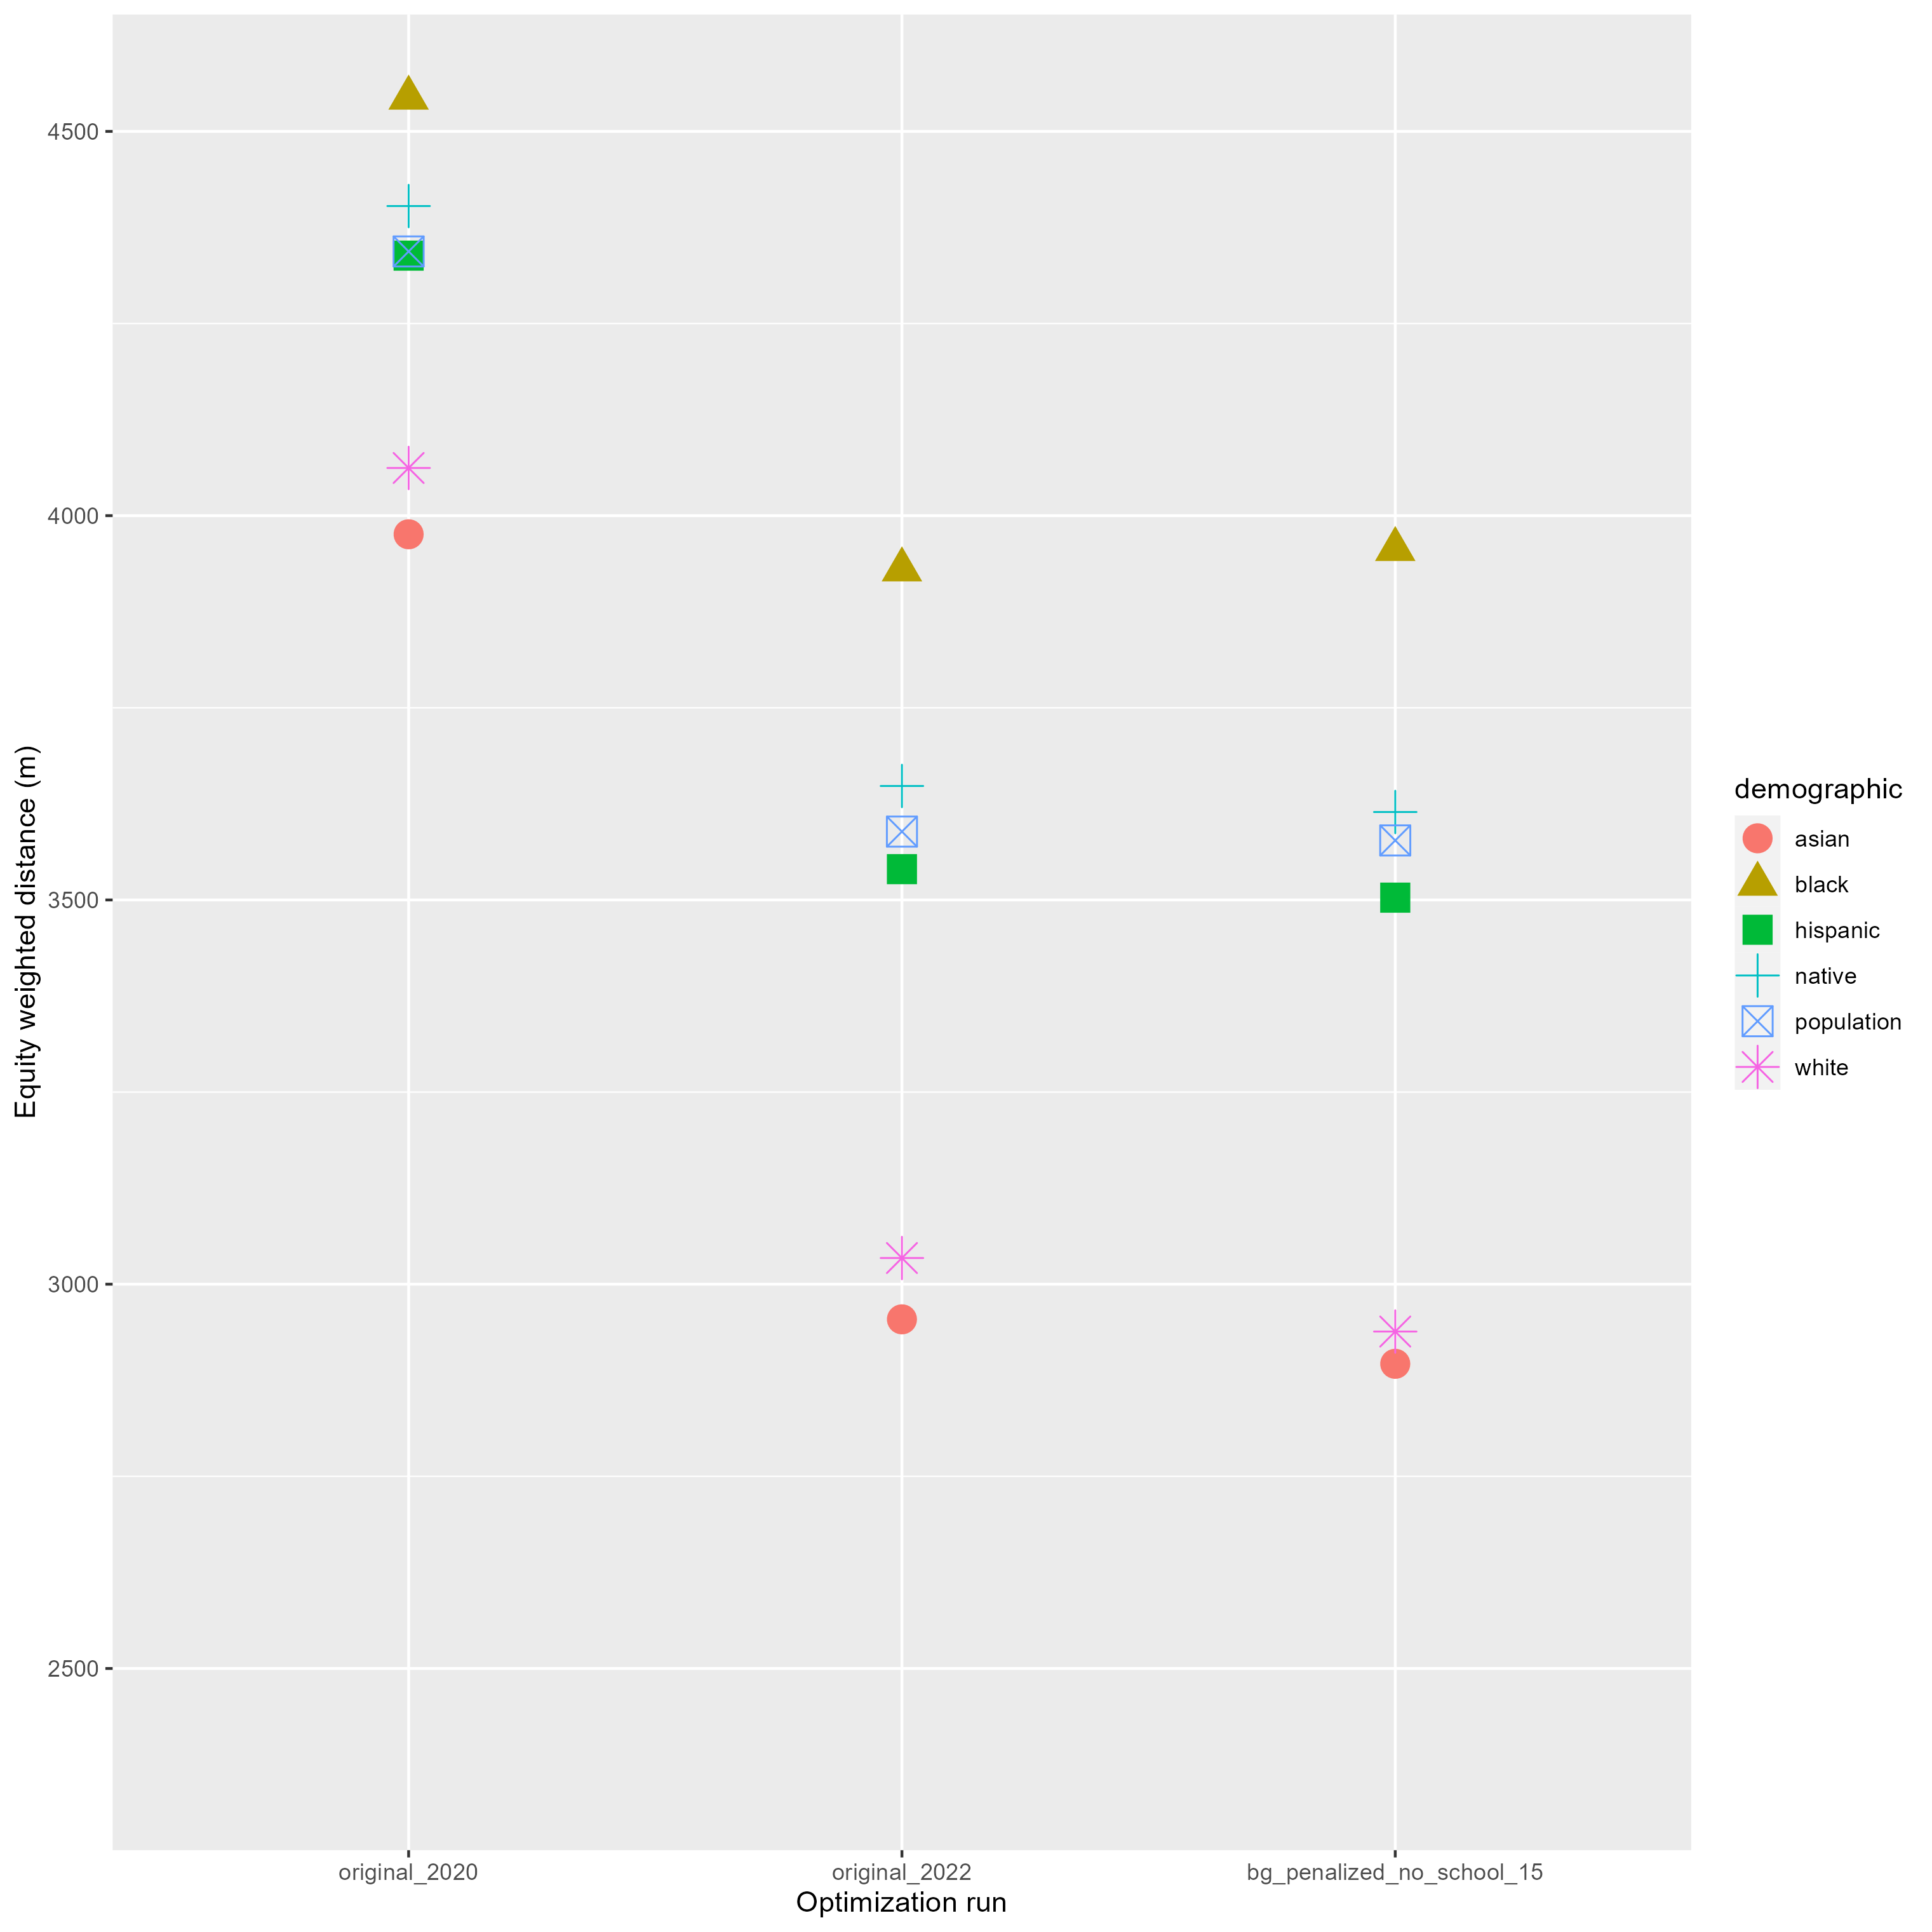 4500
4000
3500
3000
2500
Equity weighted distance (m)
original_2020
original_2022
bg_penalized_no_school_15
Optimization run
demographic
asian
black
hispanic
native
population
white